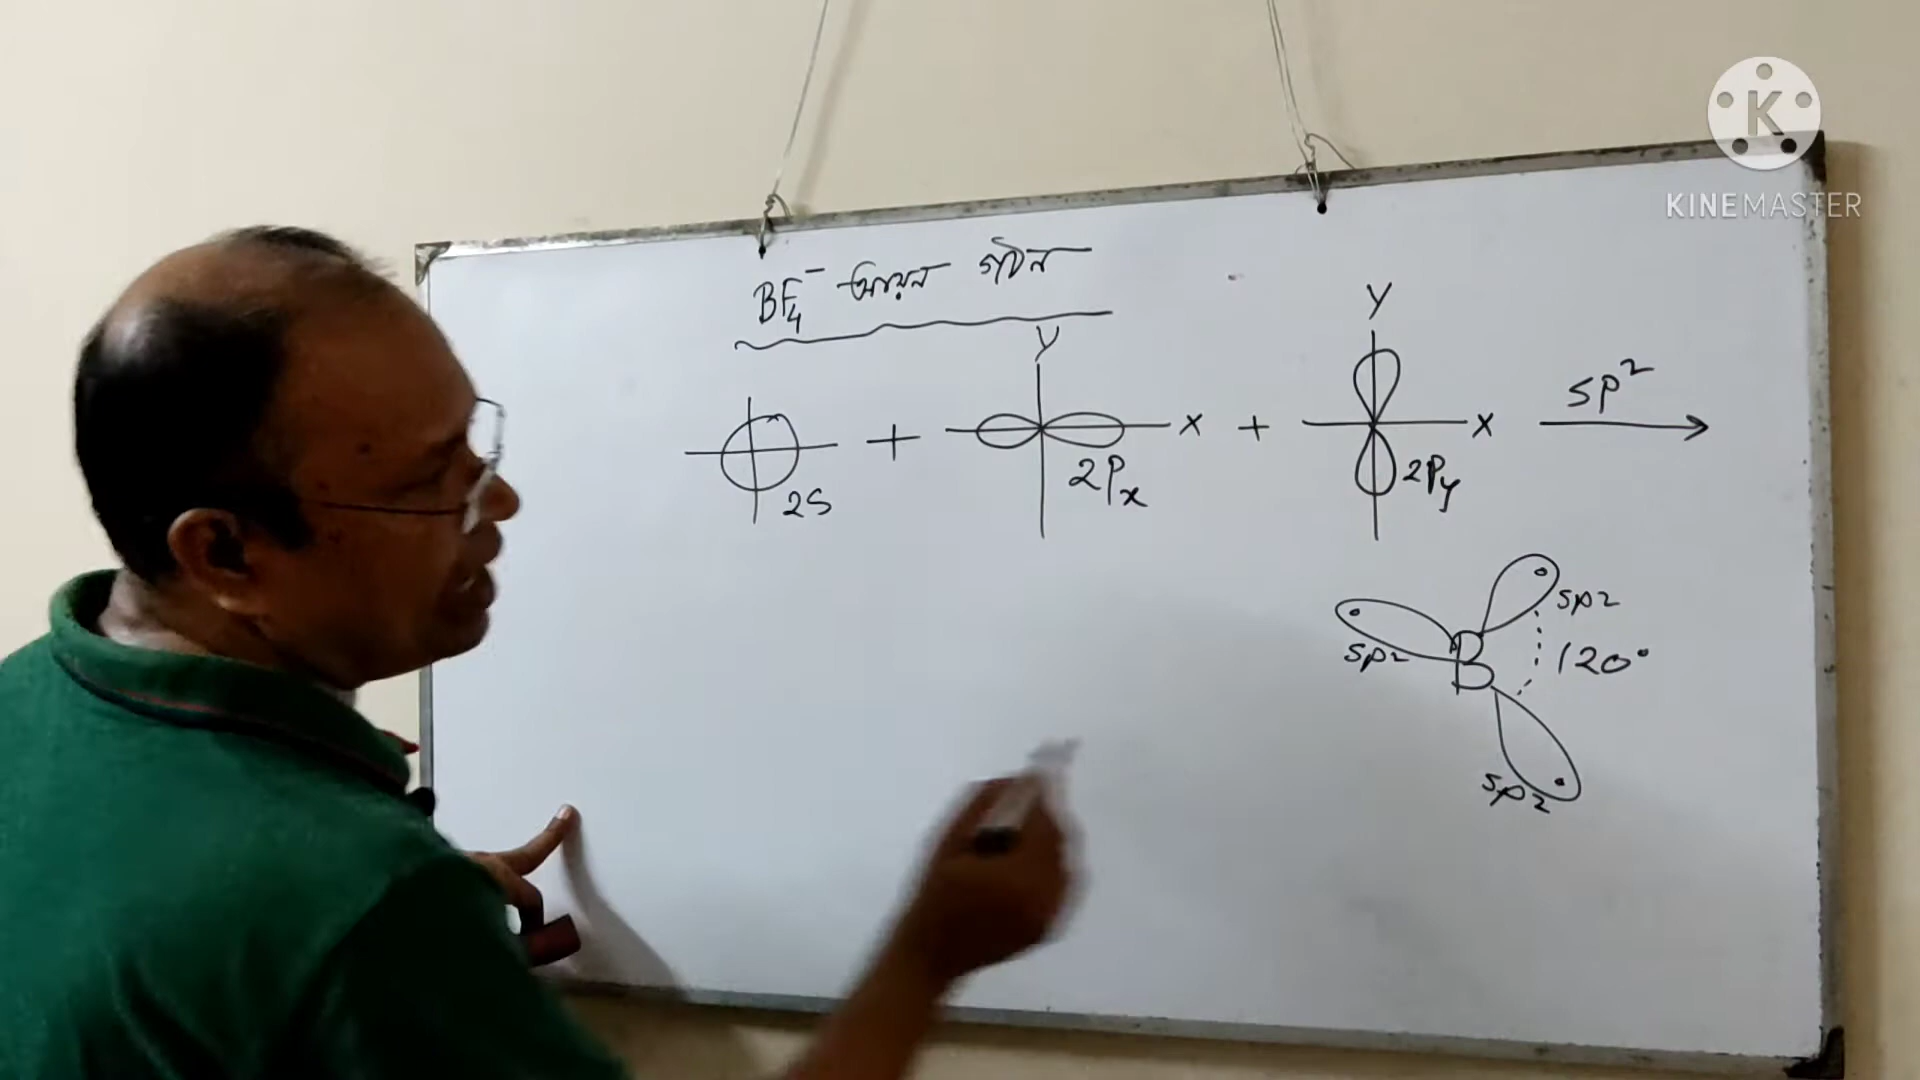 BF₄⁻ আয়ন গঠন
Y
Y
2S + 2Px X + 2Py X SP²
SP2
SP2
B
120°
SP2
K
KINEMASTER